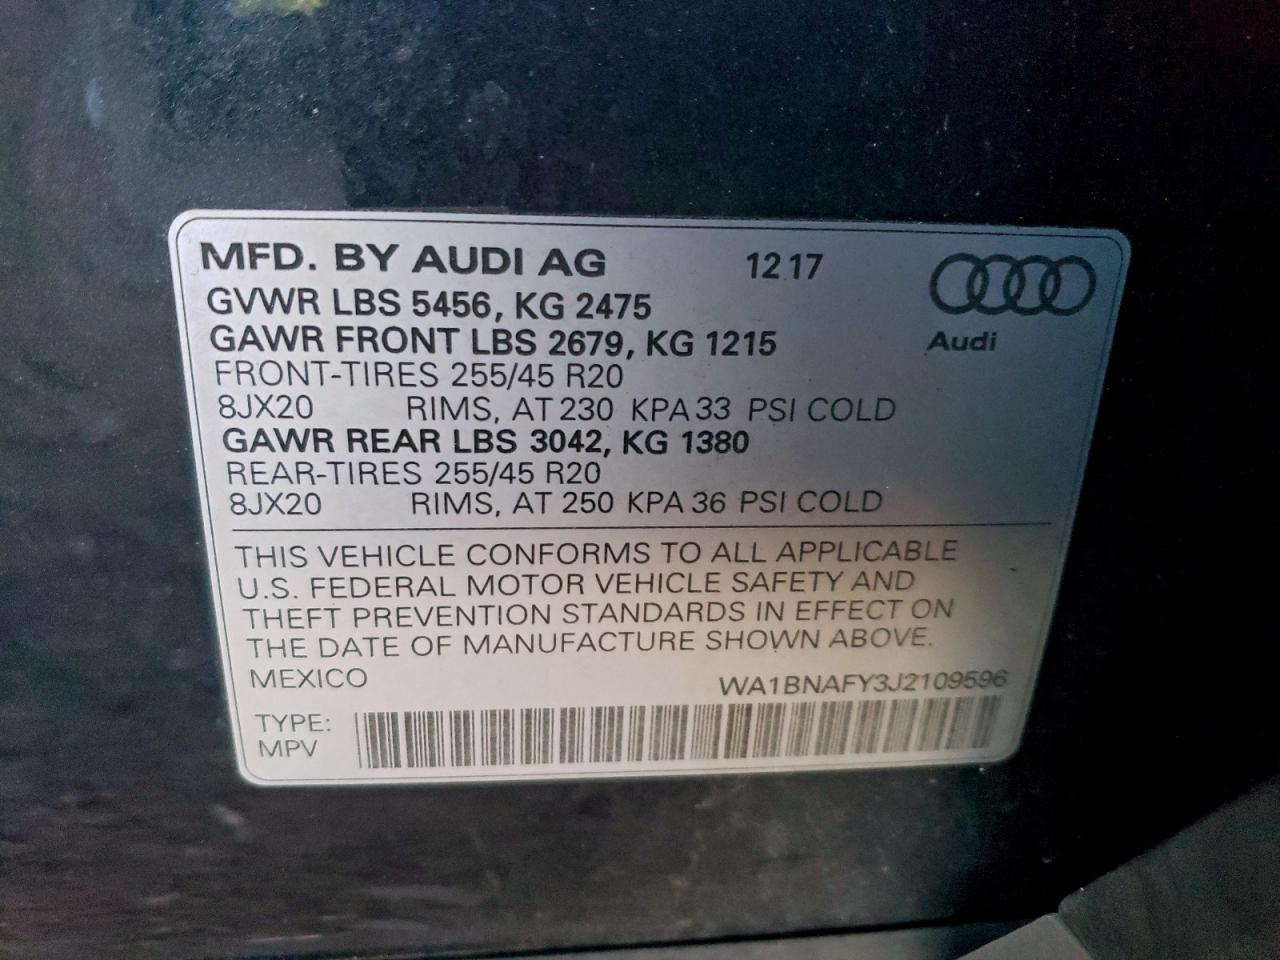 MFD. BY AUDI AG 12 17
GVWR LBS 5456, KG 2475
GAWR FRONT LBS 2679, KG 1215
Audi
FRONT-TIRES 255/45 R20
8JX20 RIMS, AT 230 KPA 33 PSI COLD
GAWR REAR LBS 3042, KG 1380
REAR-TIRES 255/45 R20
8JX20 RIMS, AT 250 KPA 36 PSI COLD
THIS VEHICLE CONFORMS TO ALL APPLICABLE
U.S. FEDERAL MOTOR VEHICLE SAFETY AND
THEFT PREVENTION STANDARDS IN EFFECT ON
THE DATE OF MANUFACTURE SHOWN ABOVE.
MEXICO WA1BNAFY3J2109596
TYPE:
MPV